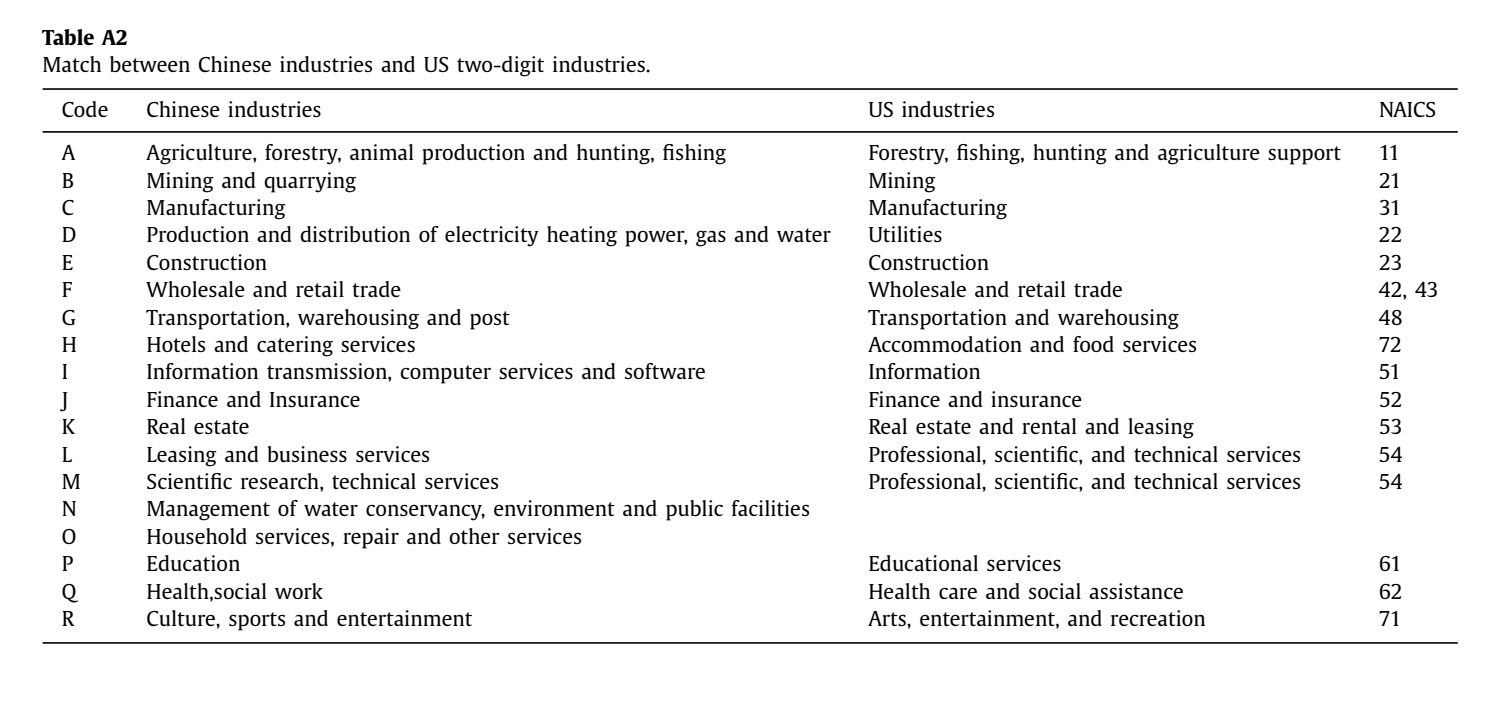 Table A2
Match between Chinese industries and US two-digit industries.
Code Chinese industries US industries NAICS
A Agriculture, forestry, animal production and hunting, fishing Forestry, fishing, hunting and agriculture support 11
B Mining and quarrying Mining 21
C Manufacturing Manufacturing 31
D Production and distribution of electricity heating power, gas and water Utilities 22
E Construction Construction 23
F Wholesale and retail trade Wholesale and retail trade 42, 43
G Transportation, warehousing and post Transportation and warehousing 48
H Hotels and catering services Accommodation and food services 72
I Information transmission, computer services and software Information 51
J Finance and Insurance Finance and insurance 52
K Real estate Real estate and rental and leasing 53
L Leasing and business services Professional, scientific, and technical services 54
M Scientific research, technical services Professional, scientific, and technical services 54
N Management of water conservancy, environment and public facilities
O Household services, repair and other services
P Education Educational services 61
Q Health,social work Health care and social assistance 62
R Culture, sports and entertainment Arts, entertainment, and recreation 71